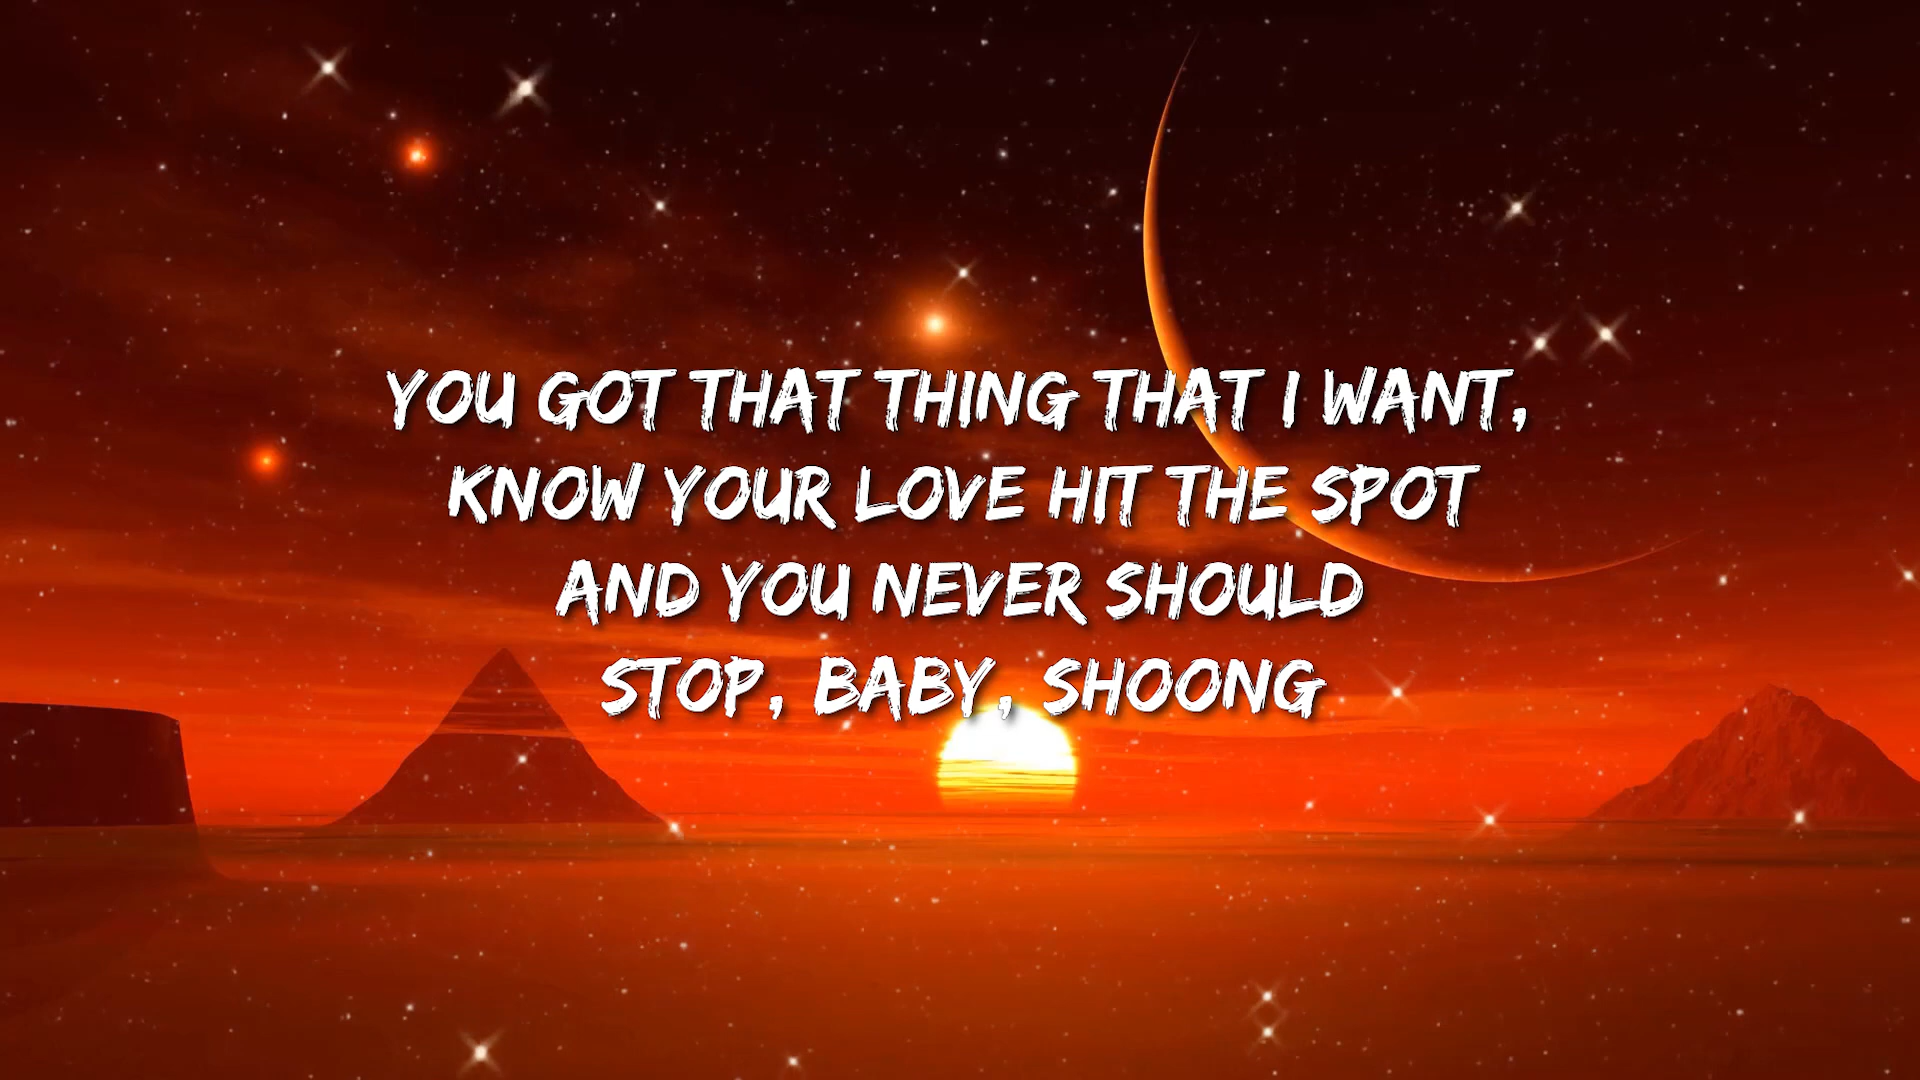 YOU GOT THAT THING THAT I WANT,
KNOW YOUR LOVE HIT THE SPOT
AND YOU NEVER SHOULD
STOP, BABY, SHOONG